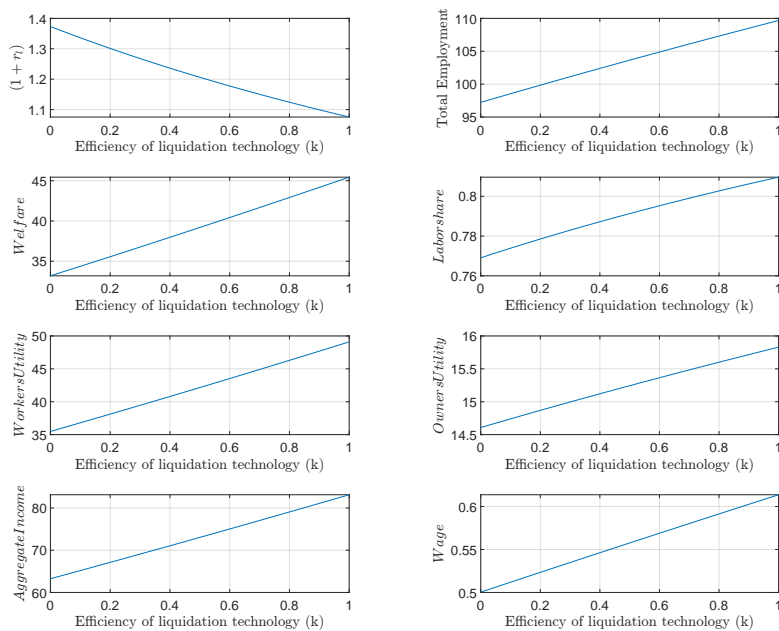 1.4
1.3
1.2
1.1
(1 + r_l)
0 0.2 0.4 0.6 0.8 1
Efficiency of liquidation technology (k)
110
105
100
95
Total Employment
0 0.2 0.4 0.6 0.8 1
Efficiency of liquidation technology (k)
45
40
35
Welfare
0 0.2 0.4 0.6 0.8 1
Efficiency of liquidation technology (k)
0.8
0.78
0.76
Laborshare
0 0.2 0.4 0.6 0.8 1
Efficiency of liquidation technology (k)
50
45
40
35
WorkersUtility
0 0.2 0.4 0.6 0.8 1
Efficiency of liquidation technology (k)
16
15.5
15
14.5
OwnersUtility
0 0.2 0.4 0.6 0.8 1
Efficiency of liquidation technology (k)
80
70
60
AggregateIncome
0 0.2 0.4 0.6 0.8 1
Efficiency of liquidation technology (k)
0.6
0.55
0.5
Wage
0 0.2 0.4 0.6 0.8 1
Efficiency of liquidation technology (k)